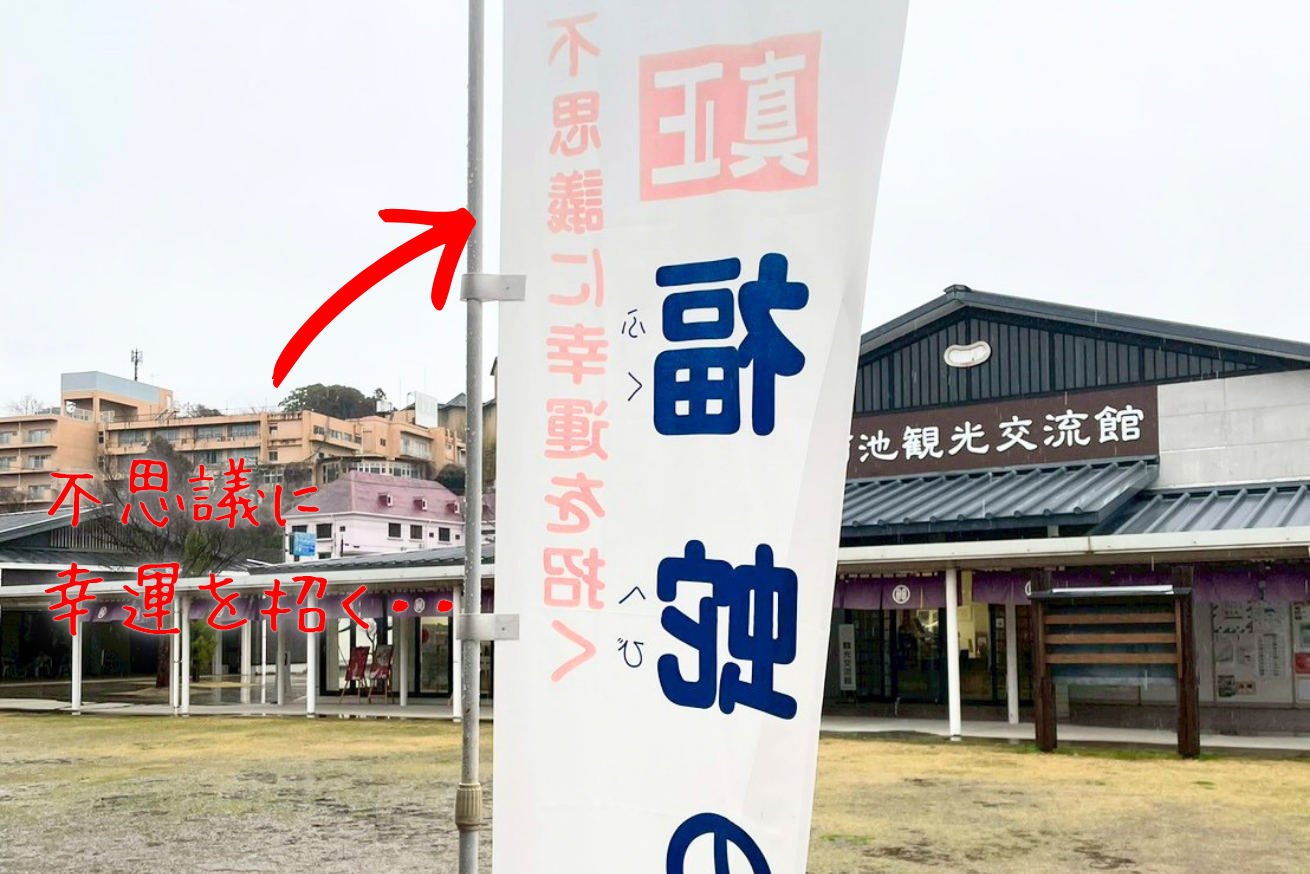 真正
福蛇の
ふく
へび
不思議に幸運を招く
池観光交流館
不思議に
幸運を招く・・